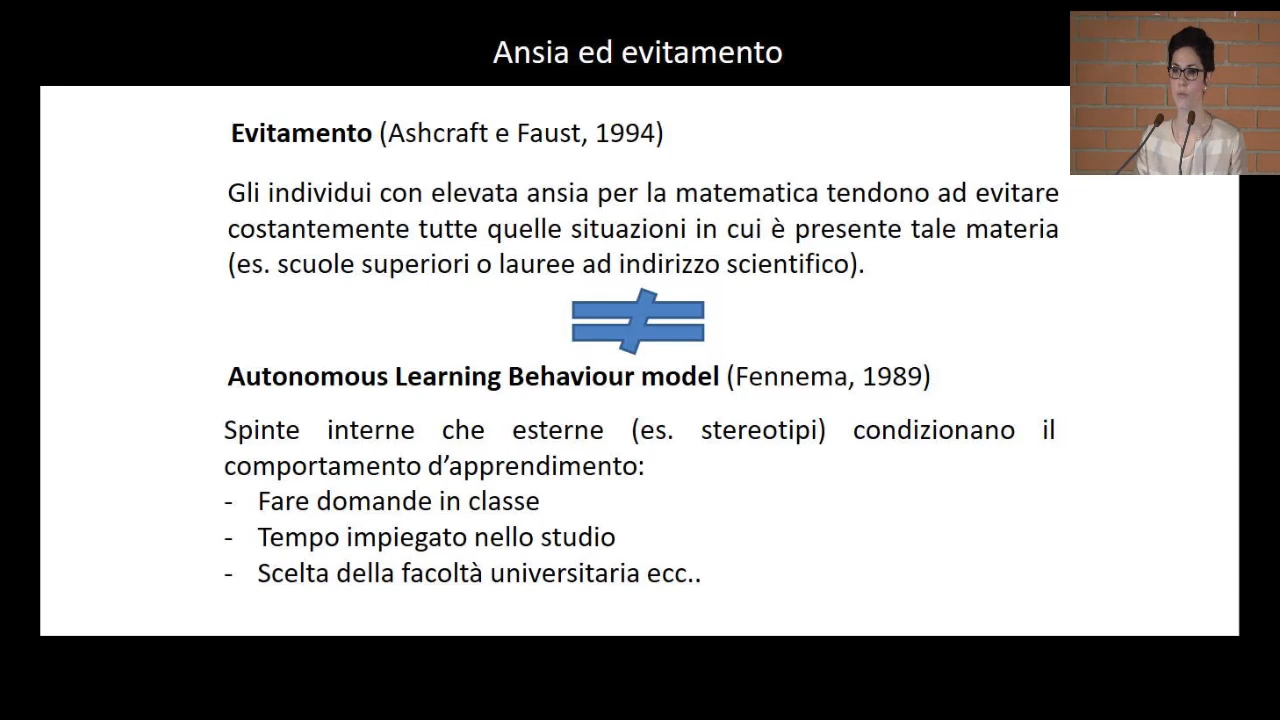 Ansia ed evitamento
Evitamento (Ashcraft e Faust, 1994)
Gli individui con elevata ansia per la matematica tendono ad evitare
costantemente tutte quelle situazioni in cui è presente tale materia
(es. scuole superiori o lauree ad indirizzo scientifico).
Autonomous Learning Behaviour model (Fennema, 1989)
Spinte interne che esterne (es. stereotipi) condizionano il
comportamento d’apprendimento:
- Fare domande in classe
- Tempo impiegato nello studio
- Scelta della facoltà universitaria ecc..